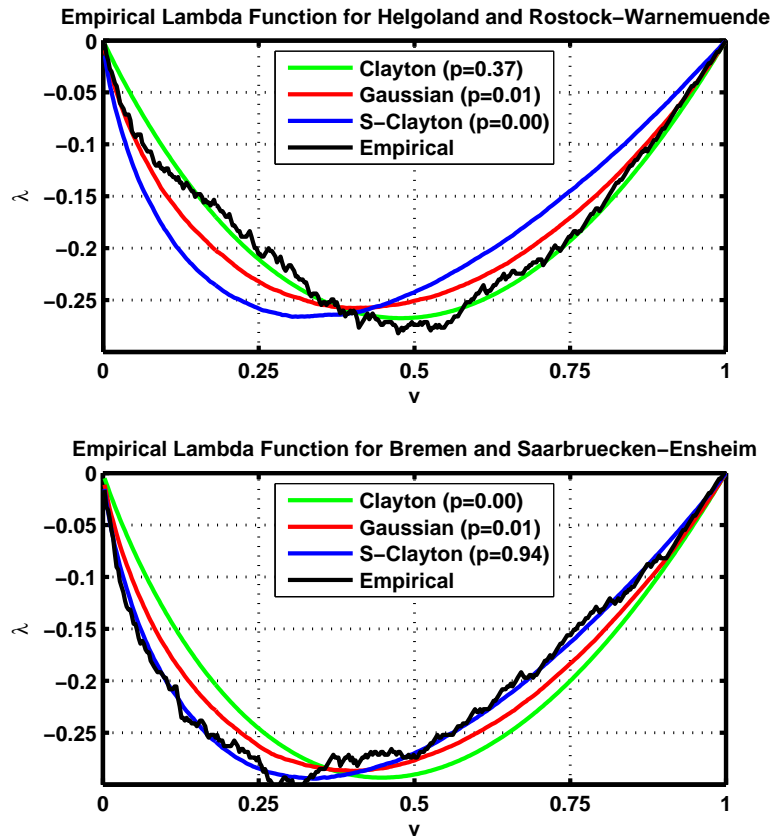 Empirical Lambda Function for Helgoland and Rostock−Warnemuende
0
−0.05
−0.1
−0.15
−0.2
−0.25
λ
Clayton (p=0.37)
Gaussian (p=0.01)
S−Clayton (p=0.00)
Empirical
0 0.25 0.5 0.75 1
v
Empirical Lambda Function for Bremen and Saarbruecken−Ensheim
0
−0.05
−0.1
−0.15
−0.2
−0.25
λ
Clayton (p=0.00)
Gaussian (p=0.01)
S−Clayton (p=0.94)
Empirical
0 0.25 0.5 0.75 1
v